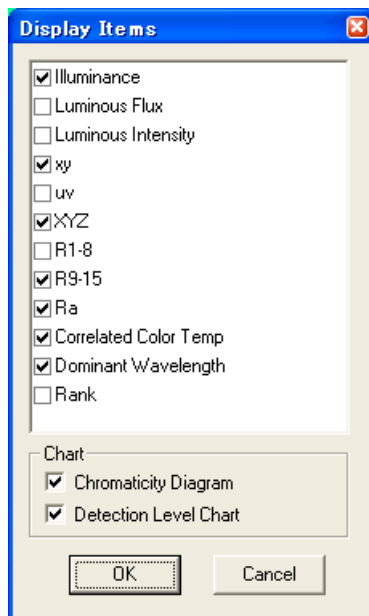 Display Items
Illuminance
Luminous Flux
Luminous Intensity
xy
uv
XYZ
R1-8
R9-15
Ra
Correlated Color Temp
Dominant Wavelength
Rank
Chart
Chromaticity Diagram
Detection Level Chart
OK
Cancel